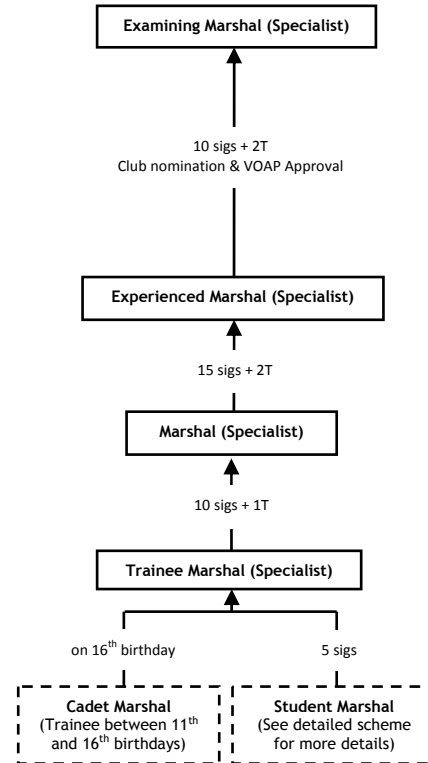 Examining Marshal (Specialist)
10 sigs + 2T
Club nomination & VOAP Approval
Experienced Marshal (Specialist)
15 sigs + 2T
Marshal (Specialist)
10 sigs + 1T
Trainee Marshal (Specialist)
on 16th birthday
5 sigs
Cadet Marshal
(Trainee between 11th
and 16th birthdays)
Student Marshal
(See detailed scheme
for more details)